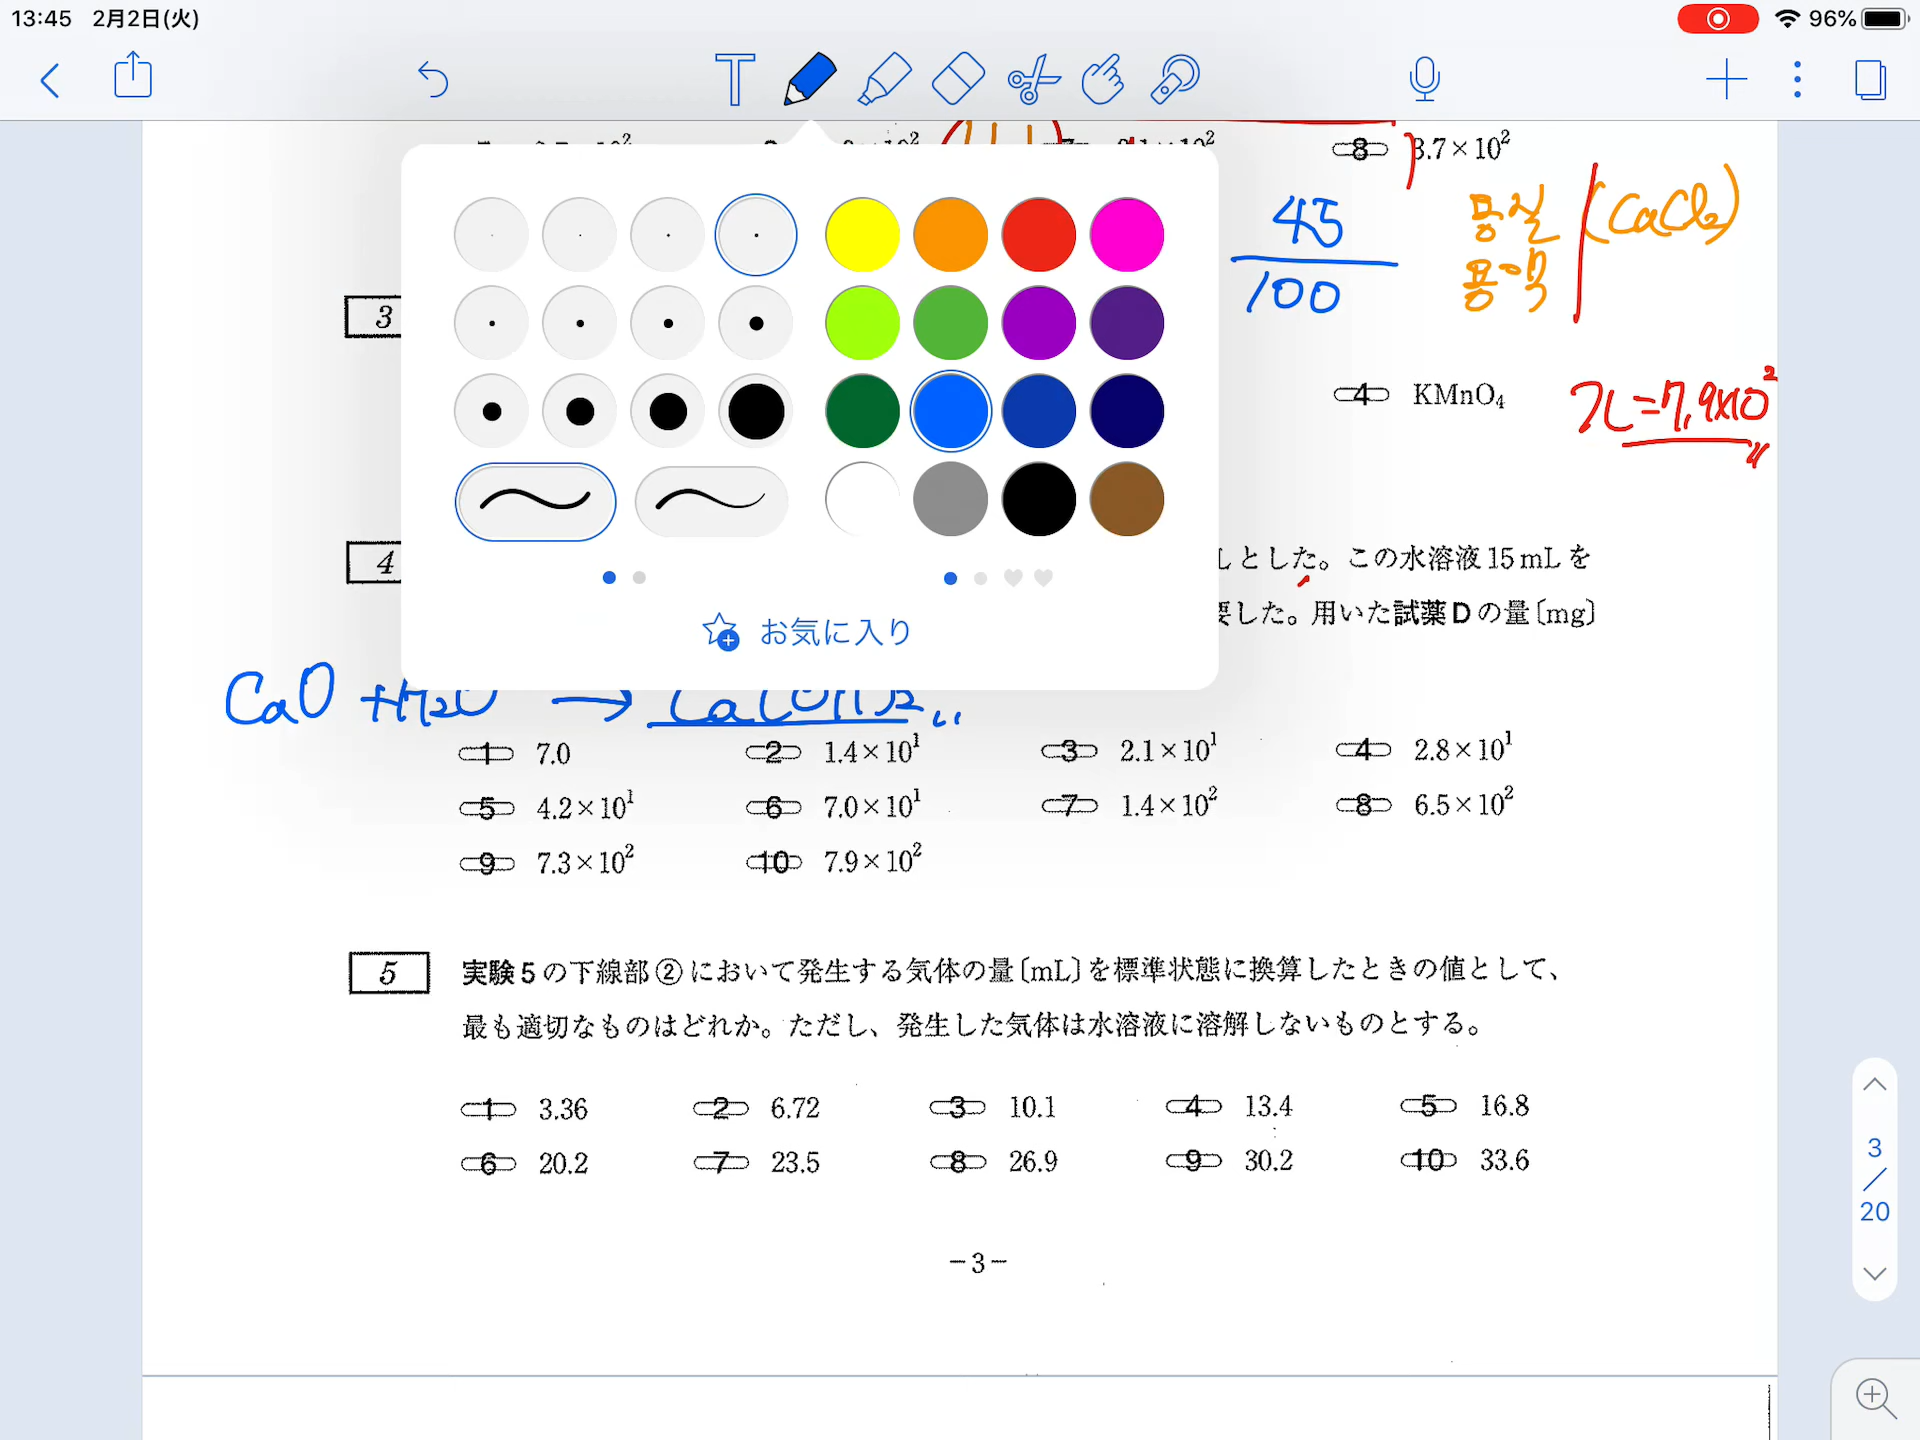 13:45 2月2日(火) 96%
8 3.7×10²
45
100
동일
용액
(CaCl₂)
3
4 KMnO₄
x=7.9×10²
4 Lとした。この水溶液15mLを
要した。用いた試薬Dの量〔mg〕
お気に入り
CaO +H₂O → Ca(OH)₂
1 7.0 2 1.4×10¹ 3 2.1×10¹ 4 2.8×10¹
5 4.2×10¹ 6 7.0×10¹ 7 1.4×10² 8 6.5×10²
9 7.3×10² 10 7.9×10²
5 実験5の下線部②において発生する気体の量〔mL〕を標準状態に換算したときの値として、
最も適切なものはどれか。ただし、発生した気体は水溶液に溶解しないものとする。
1 3.36 2 6.72 3 10.1 4 13.4 5 16.8
6 20.2 7 23.5 8 26.9 9 30.2 10 33.6
3
/
20
−3−